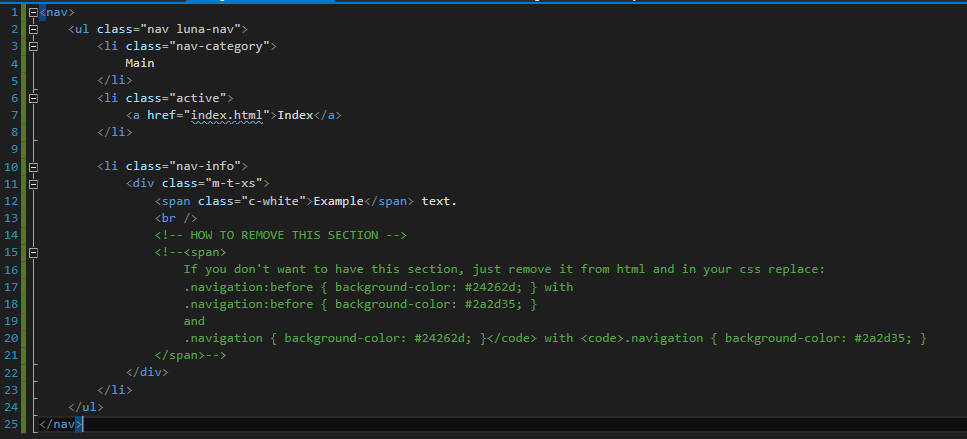 1 <nav>
2 <ul class="nav luna-nav">
3 <li class="nav-category">
4 Main
5 </li>
6 <li class="active">
7 <a href="index.html">Index</a>
8 </li>
9
10 <li class="nav-info">
11 <div class="m-t-xs">
12 <span class="c-white">Example</span> text.
13 <br />
14 <!-- HOW TO REMOVE THIS SECTION -->
15 <!--<span>
16 If you don't want to have this section, just remove it from html and in your css replace:
17 .navigation:before { background-color: #24262d; } with
18 .navigation:before { background-color: #2a2d35; }
19 and
20 .navigation { background-color: #24262d; }</code> with <code>.navigation { background-color: #2a2d35; }
21 </span>-->
22 </div>
23 </li>
24 </ul>
25 </nav>